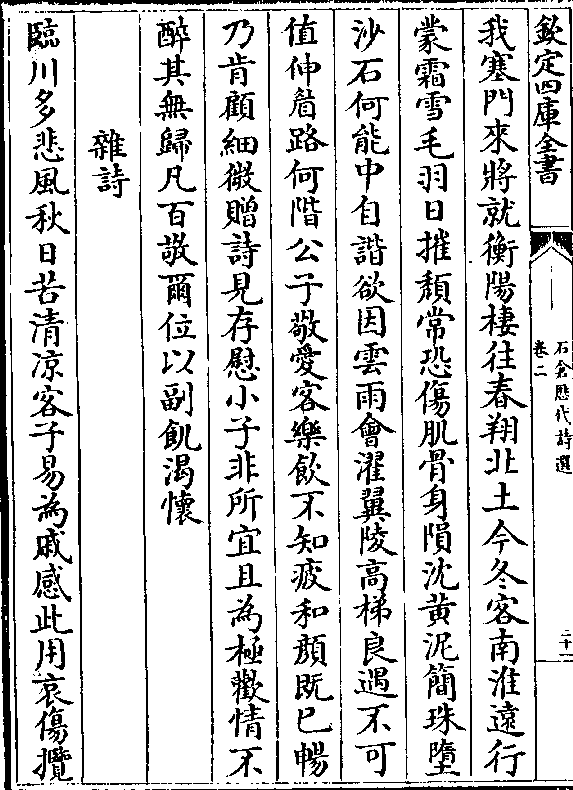 欽定四庫全書
石倉歷代詩選
卷二
二十一
我塞門來將就衡陽棲往春翔北土今冬客南淮遠行
蒙霜雪毛羽日摧頹常恐傷肌骨身隕沈黄泥簡珠墮
沙石何能中自諧欲因雲雨會濯翼陵高梯良遇不可
值伸眉路何階公子敬愛客樂飲不知疲和顏既已暢
乃肯顧細微贈詩見存慰小子非所宜且為極歡情不
醉其無歸凡百敬爾位以副飢渇懷
雜詩
臨川多悲風秋日苦清凉客子易為戚感此用哀傷攬